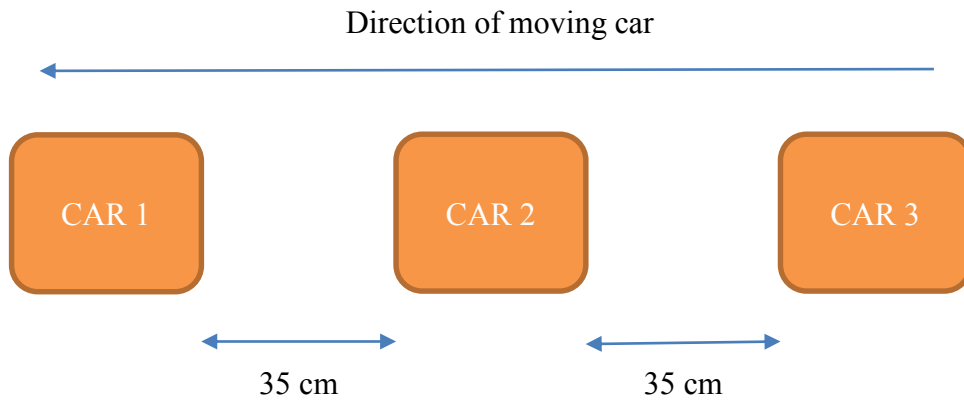 Direction of moving car
CAR 1
CAR 2
CAR 3
35 cm
35 cm